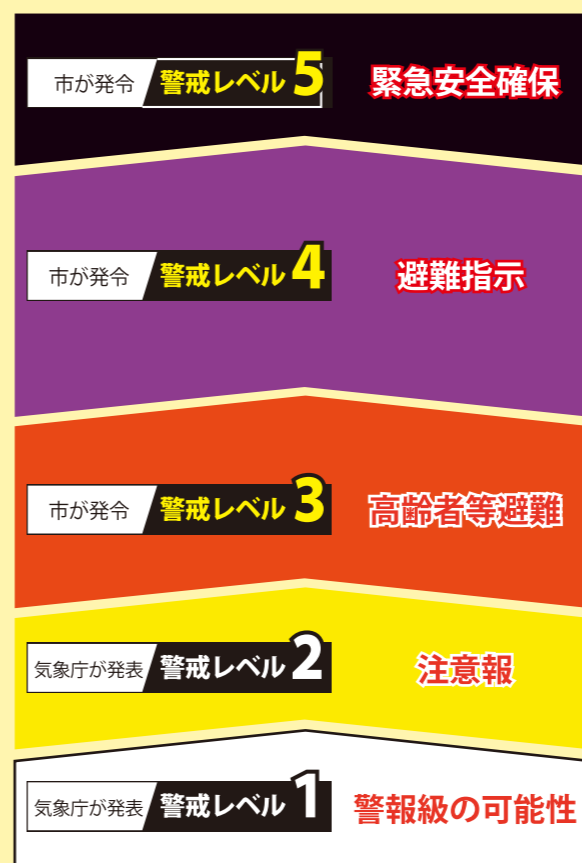 市が発令 警戒レベル5 緊急安全確保
市が発令 警戒レベル4 避難指示
市が発令 警戒レベル3 高齢者等避難
気象庁が発表 警戒レベル2 注意報
気象庁が発表 警戒レベル1 警報級の可能性